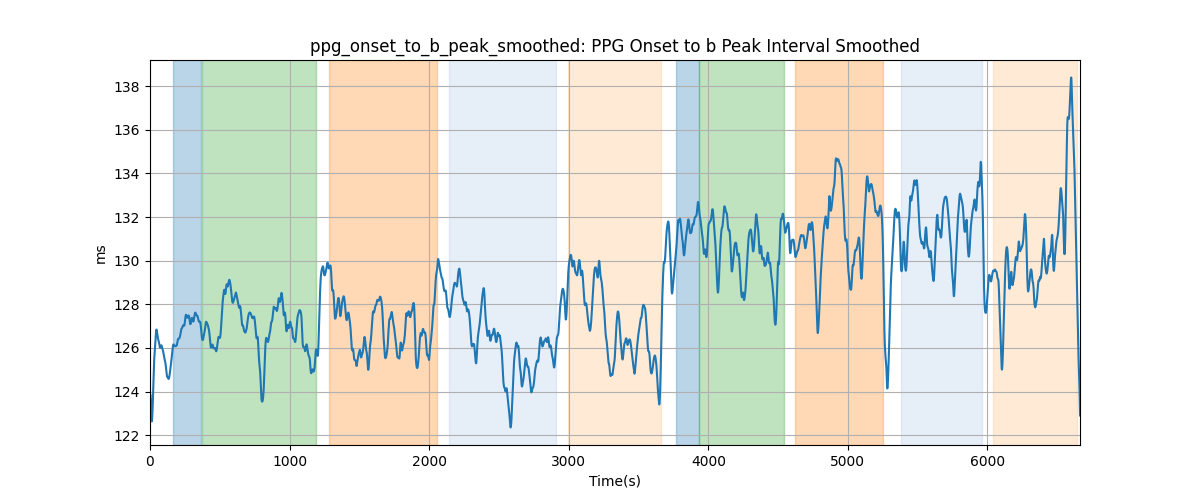 ppg_onset_to_b_peak_smoothed: PPG Onset to b Peak Interval Smoothed
138
136
134
132
130
128
126
124
122
ms
0 1000 2000 3000 4000 5000 6000
Time(s)